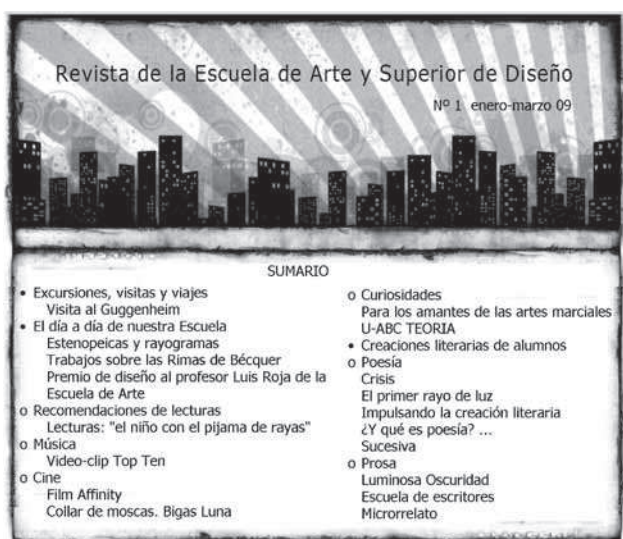 Revista de la Escuela de Arte y Superior de Diseño
Nº 1 enero-marzo 09
SUMARIO
• Excursiones, visitas y viajes
Visita al Guggenheim
• El día a día de nuestra Escuela
Estenopeicas y rayogramas
Trabajos sobre las Rimas de Bécquer
Premio de diseño al profesor Luis Roja de la
Escuela de Arte
o Recomendaciones de lecturas
Lecturas: "el niño con el pijama de rayas"
o Música
Video-clip Top Ten
o Cine
Film Affinity
Collar de moscas. Bigas Luna
o Curiosidades
Para los amantes de las artes marciales
U-ABC TEORIA
• Creaciones literarias de alumnos
o Poesía
Crisis
El primer rayo de luz
Impulsando la creación literaria
¿Y qué es poesía? ...
Sucesiva
o Prosa
Luminosa Oscuridad
Escuela de escritores
Microrrelato